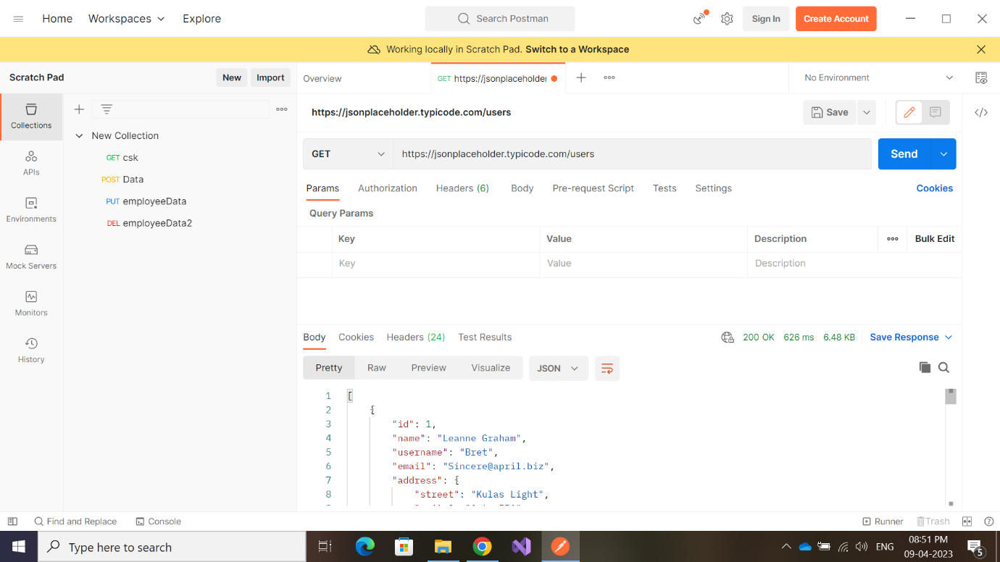 Home Workspaces Explore Search Postman Sign In Create Account
Working locally in Scratch Pad. Switch to a Workspace
Scratch Pad New Import Overview GET https://jsonplaceholder No Environment
https://jsonplaceholder.typicode.com/users Save
Collections
New Collection
GET csk
POST Data
PUT employeeData
DEL employeeData2
APIs
Environments
Mock Servers
Monitors
History
GET https://jsonplaceholder.typicode.com/users Send
Params Authorization Headers (6) Body Pre-request Script Tests Settings Cookies
Query Params
Key Value Description Bulk Edit
Key Value Description
Body Cookies Headers (24) Test Results 200 OK 626 ms 6.48 KB Save Response
Pretty Raw Preview Visualize JSON
1 [
2 {
3 "id": 1,
4 "name": "Leanne Graham",
5 "username": "Bret",
6 "email": "Sincere@april.biz",
7 "address": {
8 "street": "Kulas Light",
Find and Replace Console Runner Trash
Type here to search ENG 08:51 PM
09-04-2023 5